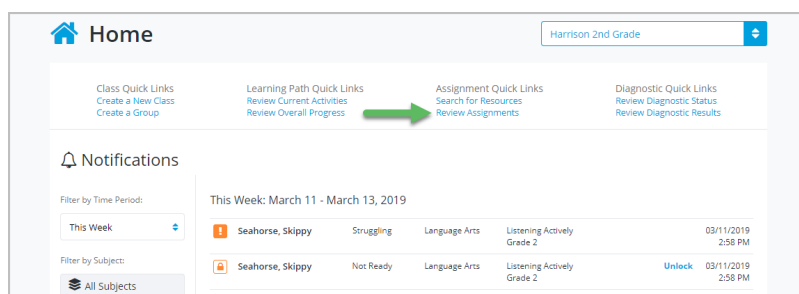 Home
Harrison 2nd Grade
Class Quick Links
Create a New Class
Create a Group
Learning Path Quick Links
Review Current Activities
Review Overall Progress
Assignment Quick Links
Search for Resources
Review Assignments
Diagnostic Quick Links
Review Diagnostic Status
Review Diagnostic Results
Notifications
Filter by Time Period:
This Week
Filter by Subject:
All Subjects
This Week: March 11 - March 13, 2019
Seahorse, Skippy Struggling Language Arts Listening Actively 03/11/2019
Grade 2 2:58 PM
Seahorse, Skippy Not Ready Language Arts Listening Actively Unlock 03/11/2019
Grade 2 2:58 PM